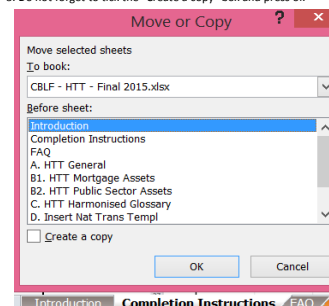 Move or Copy ? ×
Move selected sheets
To book:
CBLF - HTT - Final 2015.xlsx
Before sheet:
Introduction
Completion Instructions
FAQ
A. HTT General
B1. HTT Mortgage Assets
B2. HTT Public Sector Assets
C. HTT Harmonised Glossary
D. Insert Nat Trans Templ
Create a copy
OK Cancel
Introduction Completion Instructions FAQ